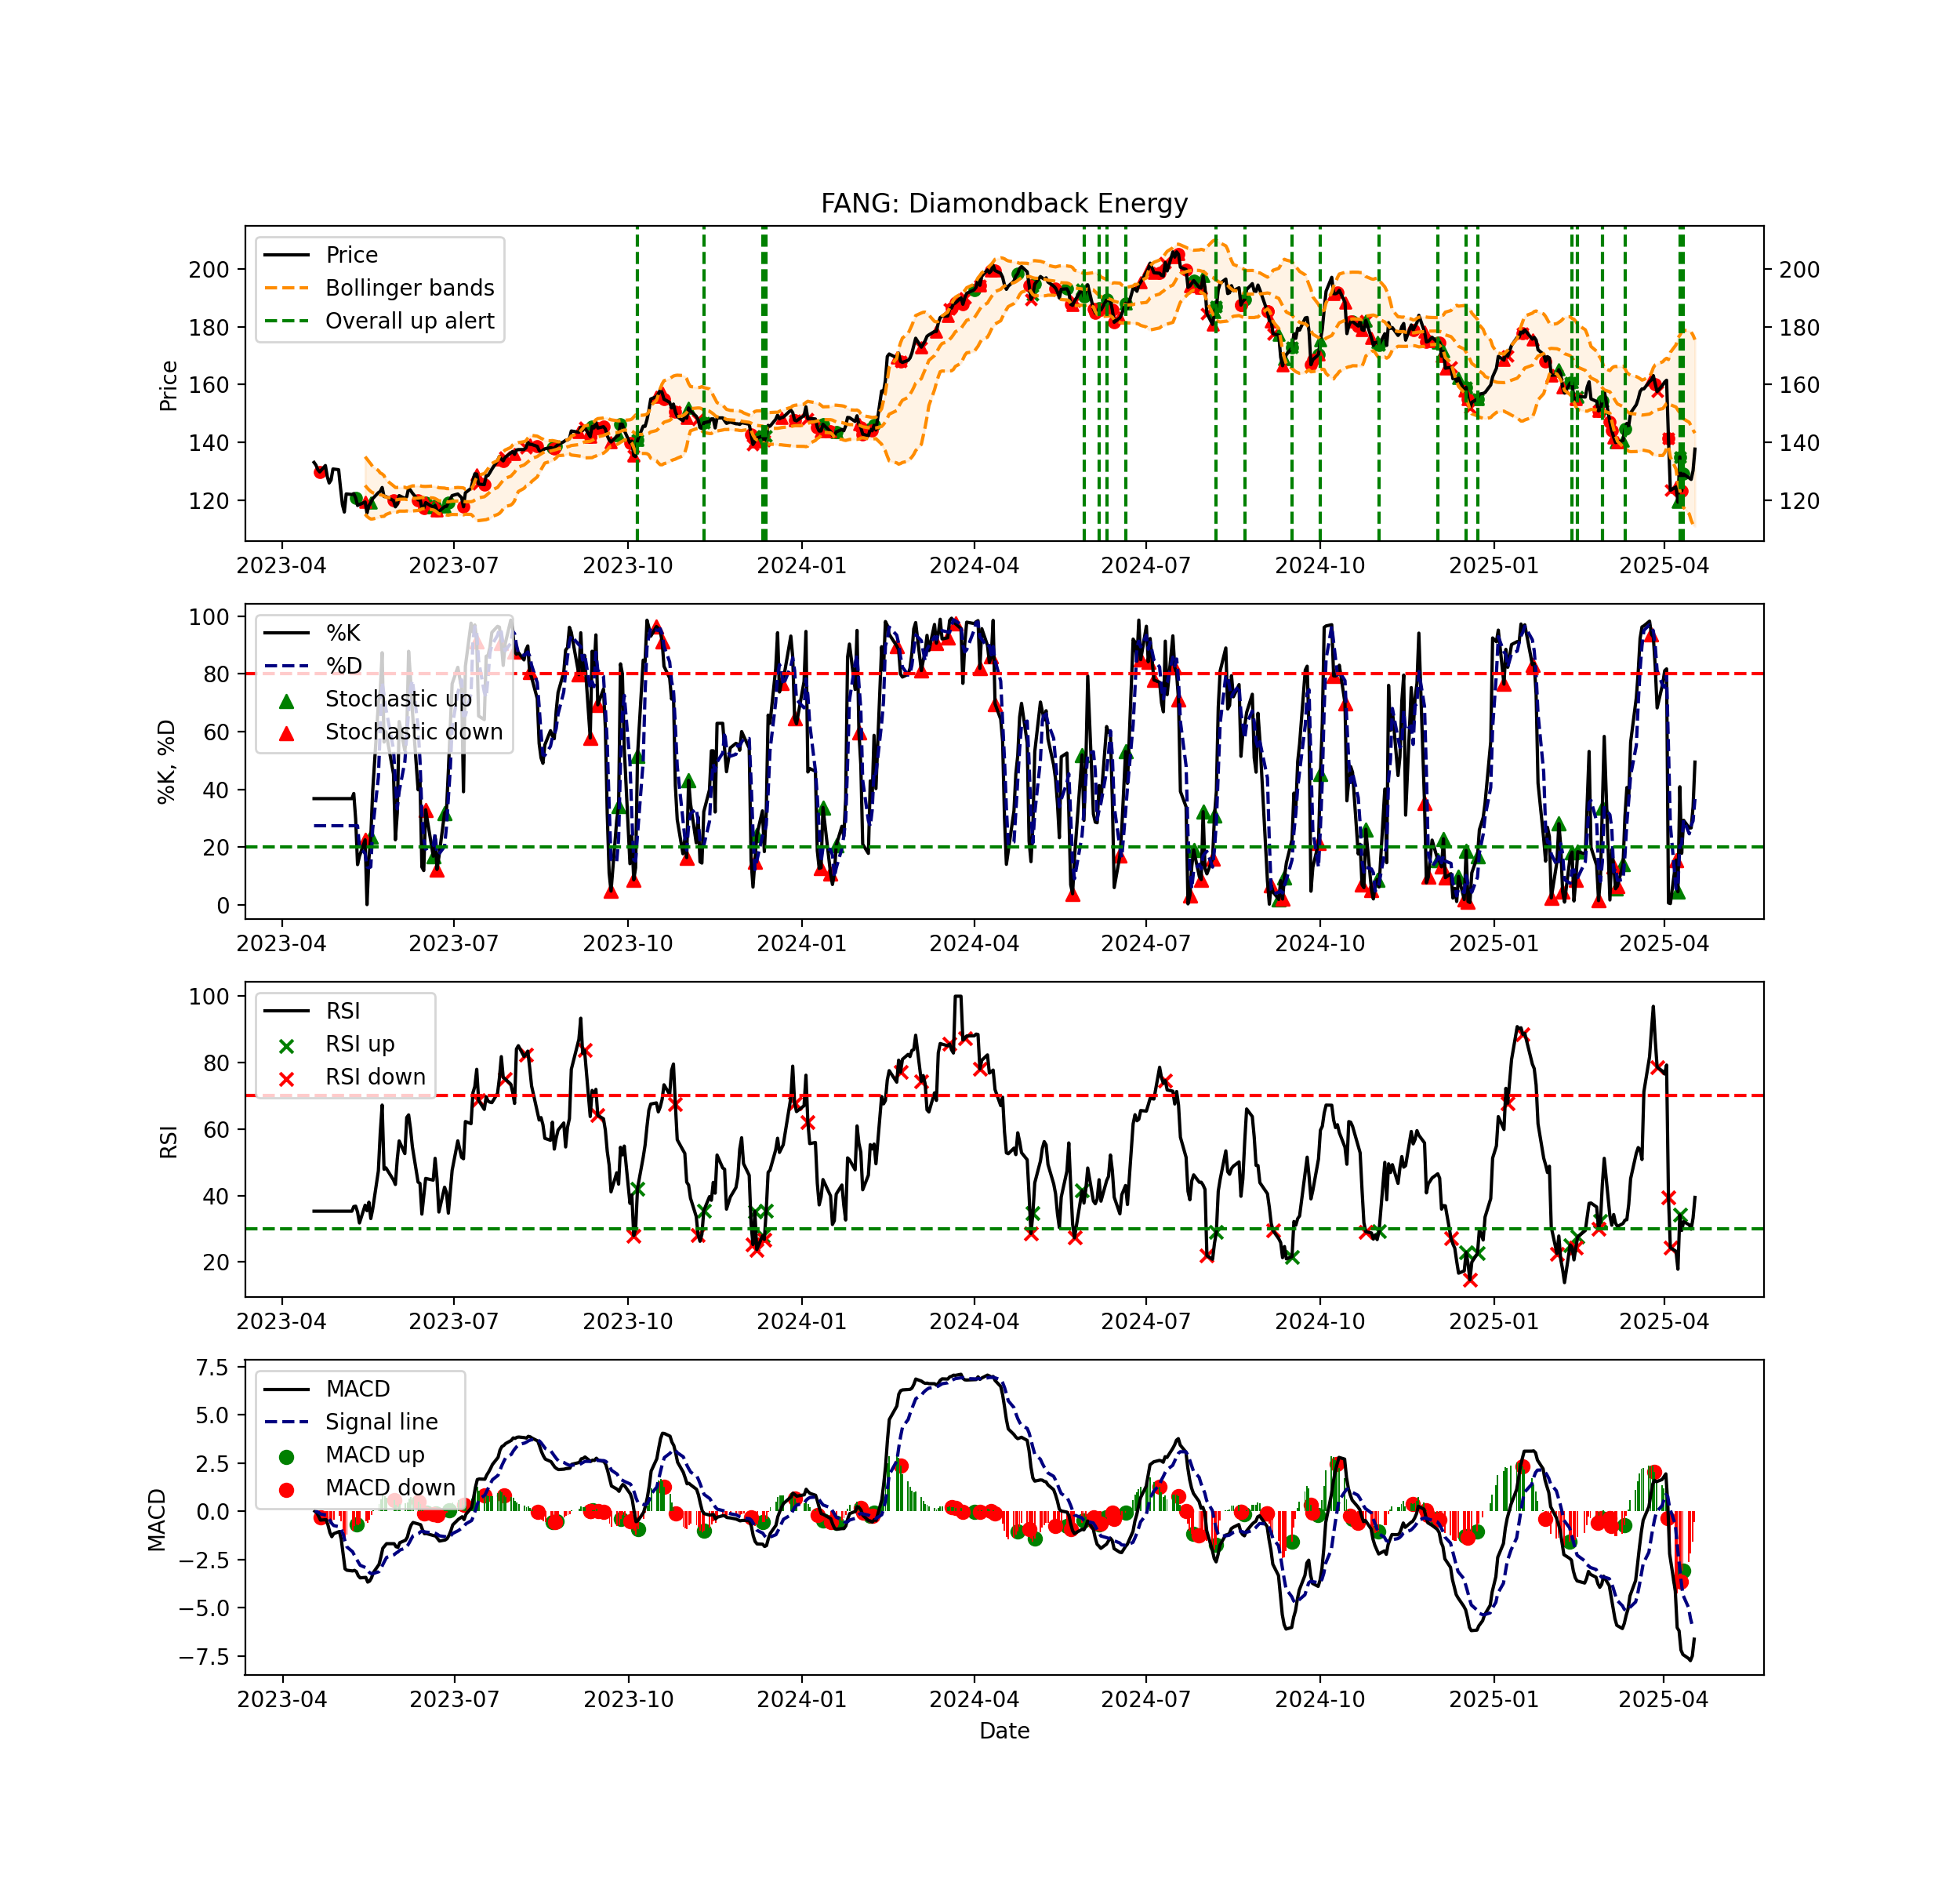 FANG: Diamondback Energy
Price
Bollinger bands
Overall up alert
Price
200
180
160
140
120
200
180
160
140
120
2023-04 2023-07 2023-10 2024-01 2024-04 2024-07 2024-10 2025-01 2025-04
%K
%D
Stochastic up
Stochastic down
%K, %D
100
80
60
40
20
0
2023-04 2023-07 2023-10 2024-01 2024-04 2024-07 2024-10 2025-01 2025-04
RSI
RSI up
RSI down
RSI
100
80
60
40
20
2023-04 2023-07 2023-10 2024-01 2024-04 2024-07 2024-10 2025-01 2025-04
MACD
Signal line
MACD up
MACD down
MACD
7.5
5.0
2.5
0.0
−2.5
−5.0
−7.5
2023-04 2023-07 2023-10 2024-01 2024-04 2024-07 2024-10 2025-01 2025-04
Date